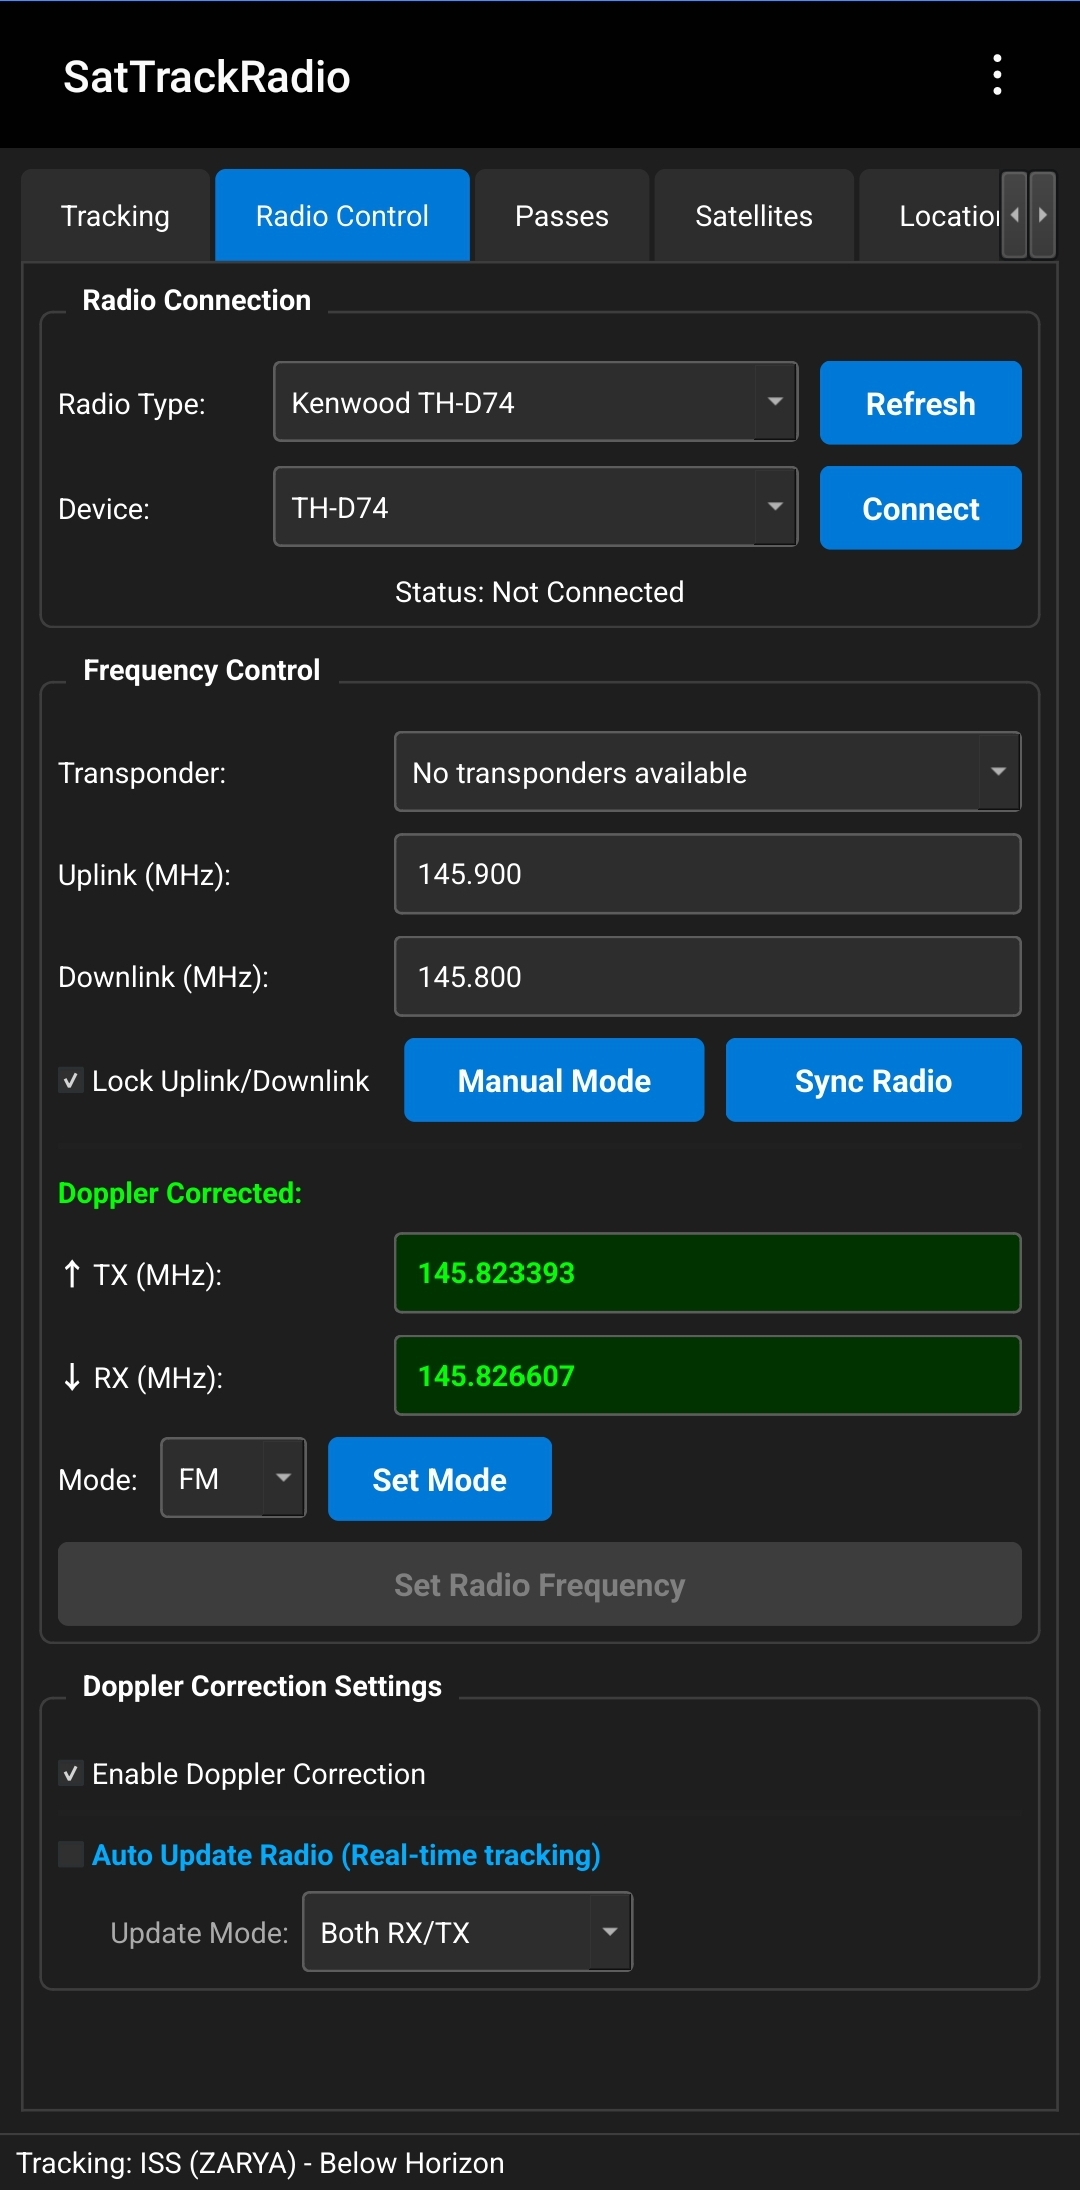 SatTrackRadio
Tracking Radio Control Passes Satellites Location
Radio Connection
Radio Type: Kenwood TH-D74 Refresh
Device: TH-D74 Connect
Status: Not Connected
Frequency Control
Transponder: No transponders available
Uplink (MHz): 145.900
Downlink (MHz): 145.800
Lock Uplink/Downlink Manual Mode Sync Radio
Doppler Corrected:
↑ TX (MHz): 145.823393
↓ RX (MHz): 145.826607
Mode: FM Set Mode
Set Radio Frequency
Doppler Correction Settings
Enable Doppler Correction
Auto Update Radio (Real-time tracking)
Update Mode: Both RX/TX
Tracking: ISS (ZARYA) - Below Horizon